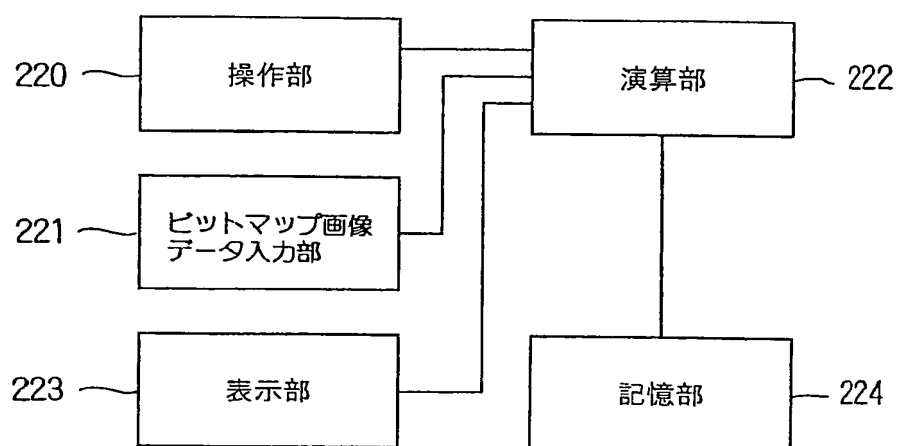 220
操作部
演算部
222
221
ビットマップ画像
データ入力部
223
表示部
記憶部
224